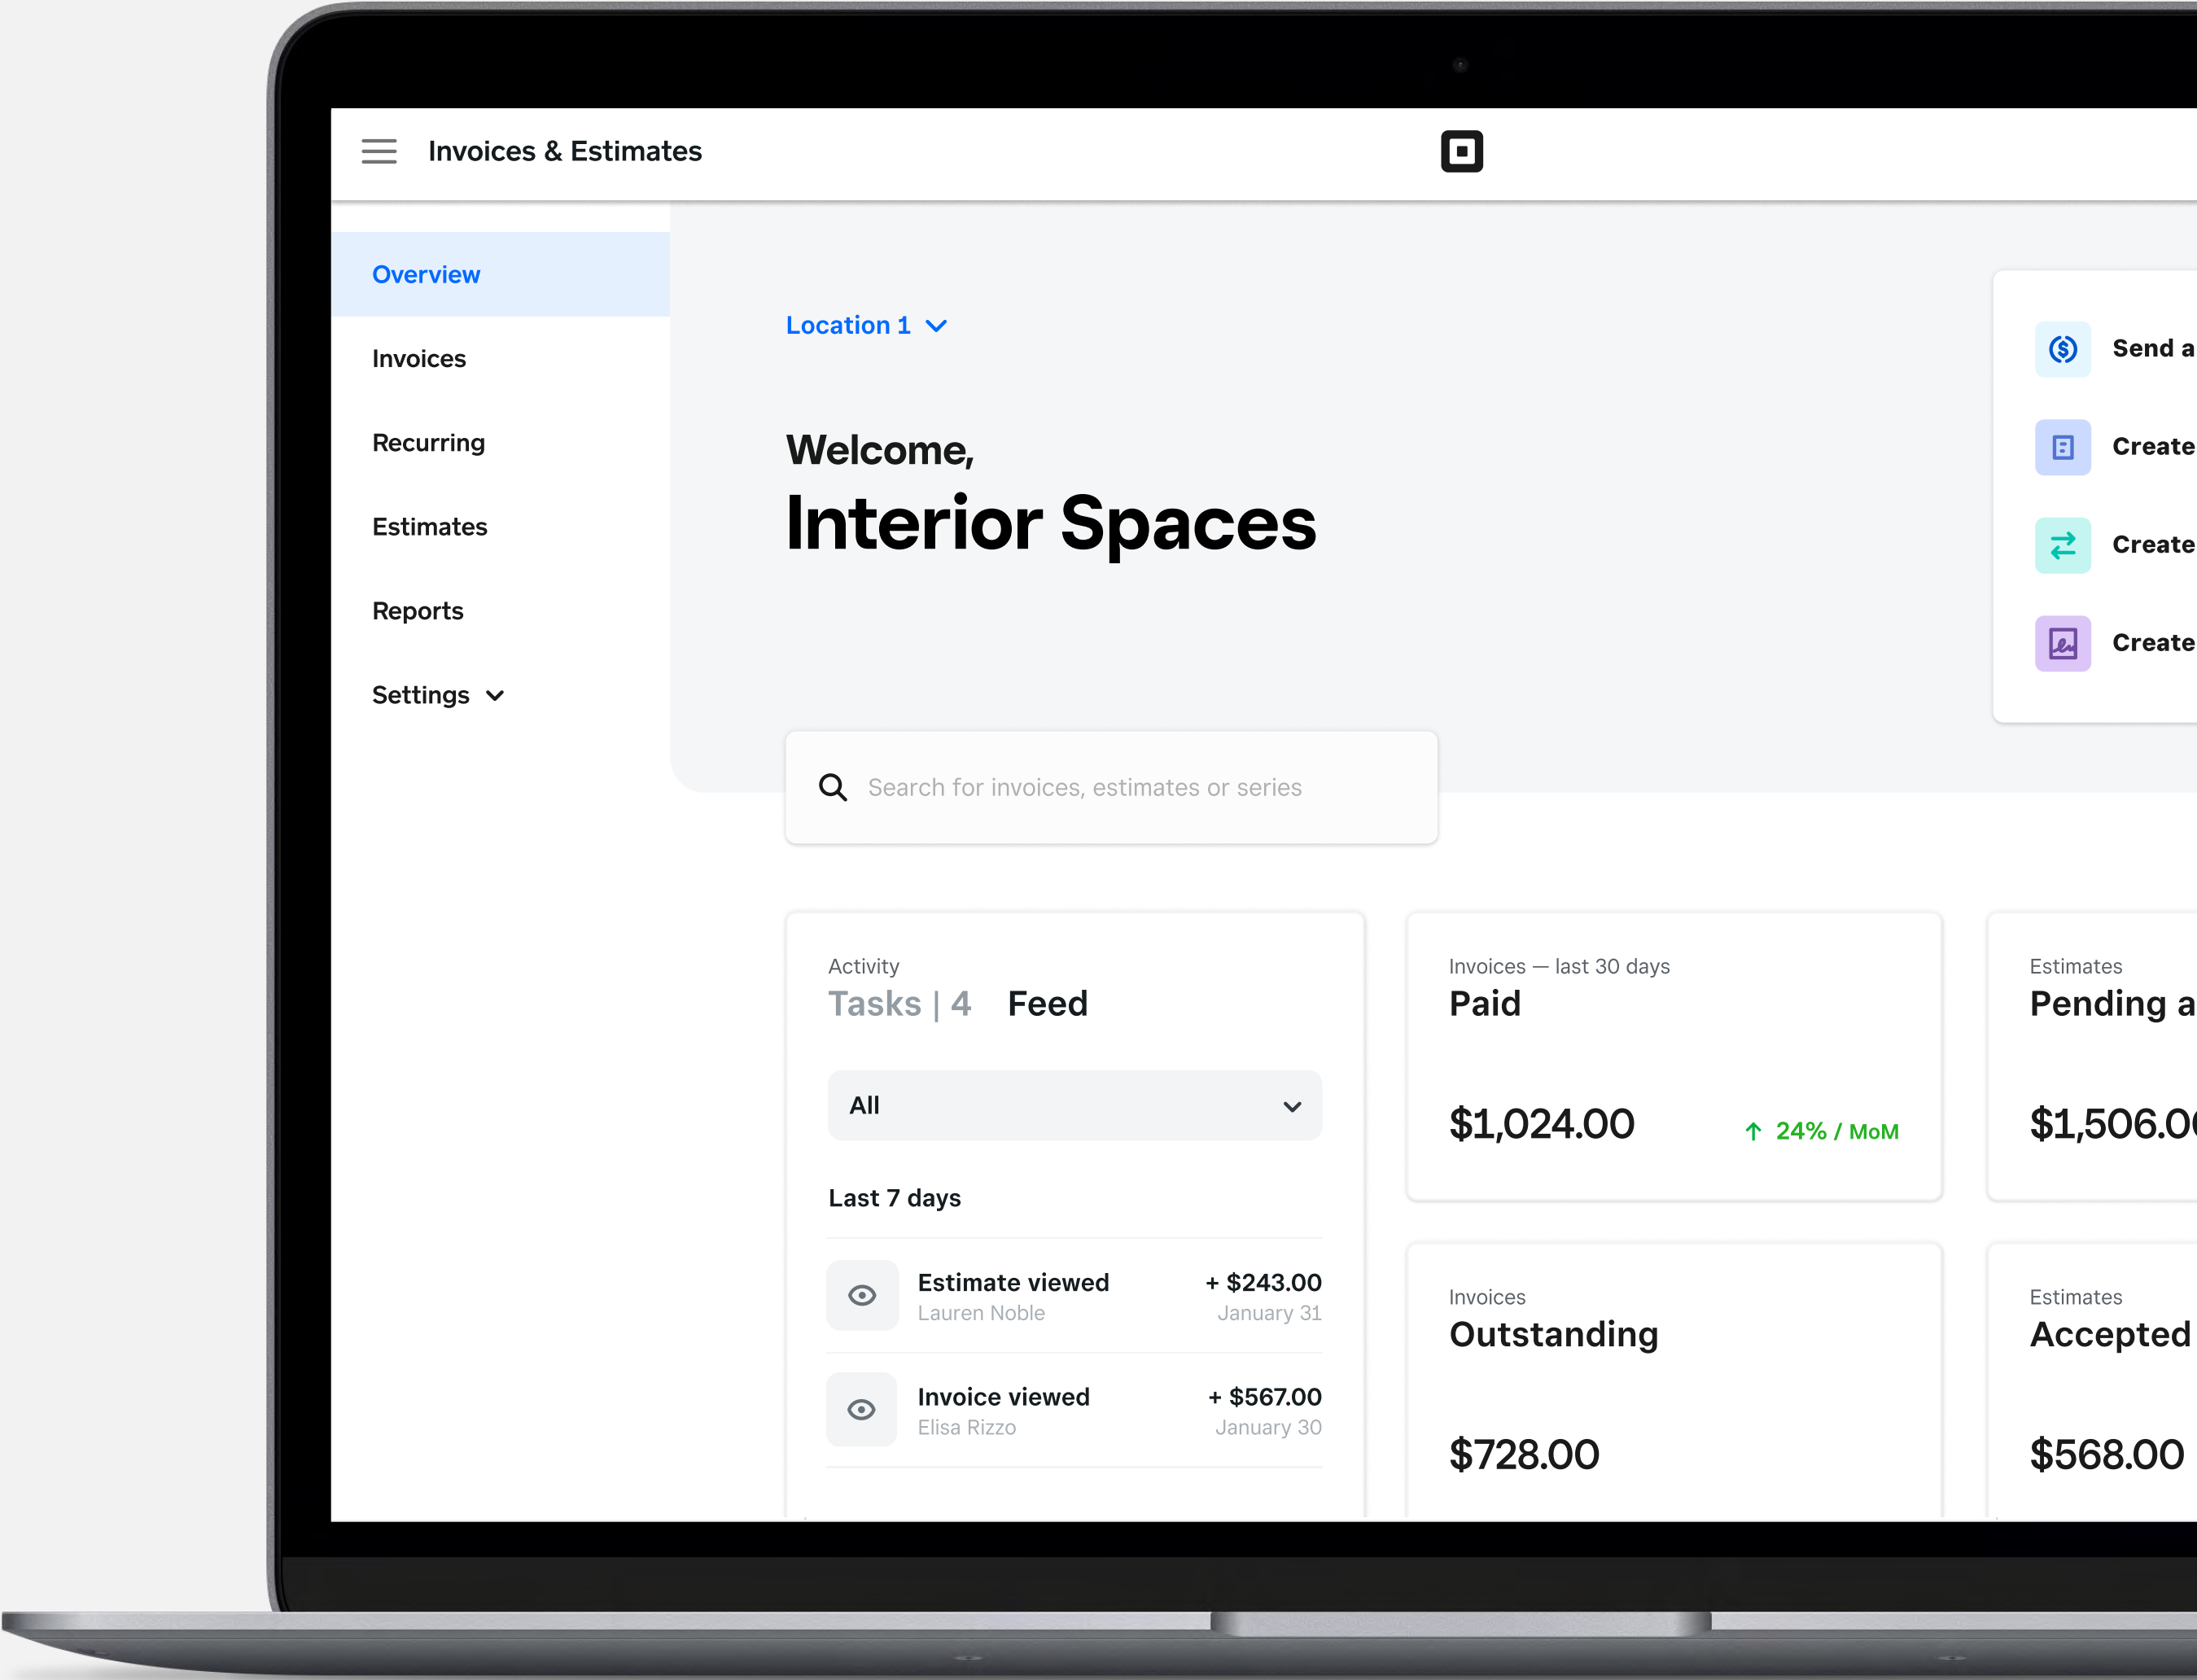 Invoices & Estimates
Overview
Invoices
Recurring
Estimates
Reports
Settings
Location 1
Welcome,
Interior Spaces
Send a
Create
Create
Create
Search for invoices, estimates or series
Activity
Tasks | 4 Feed
All
Last 7 days
Estimate viewed + $243.00
Lauren Noble January 31
Invoice viewed + $567.00
Elisa Rizzo January 30
Invoices — last 30 days
Paid
$1,024.00 ↑ 24% / MoM
Estimates
Pending a
$1,506.00
Invoices
Outstanding
$728.00
Estimates
Accepted
$568.00